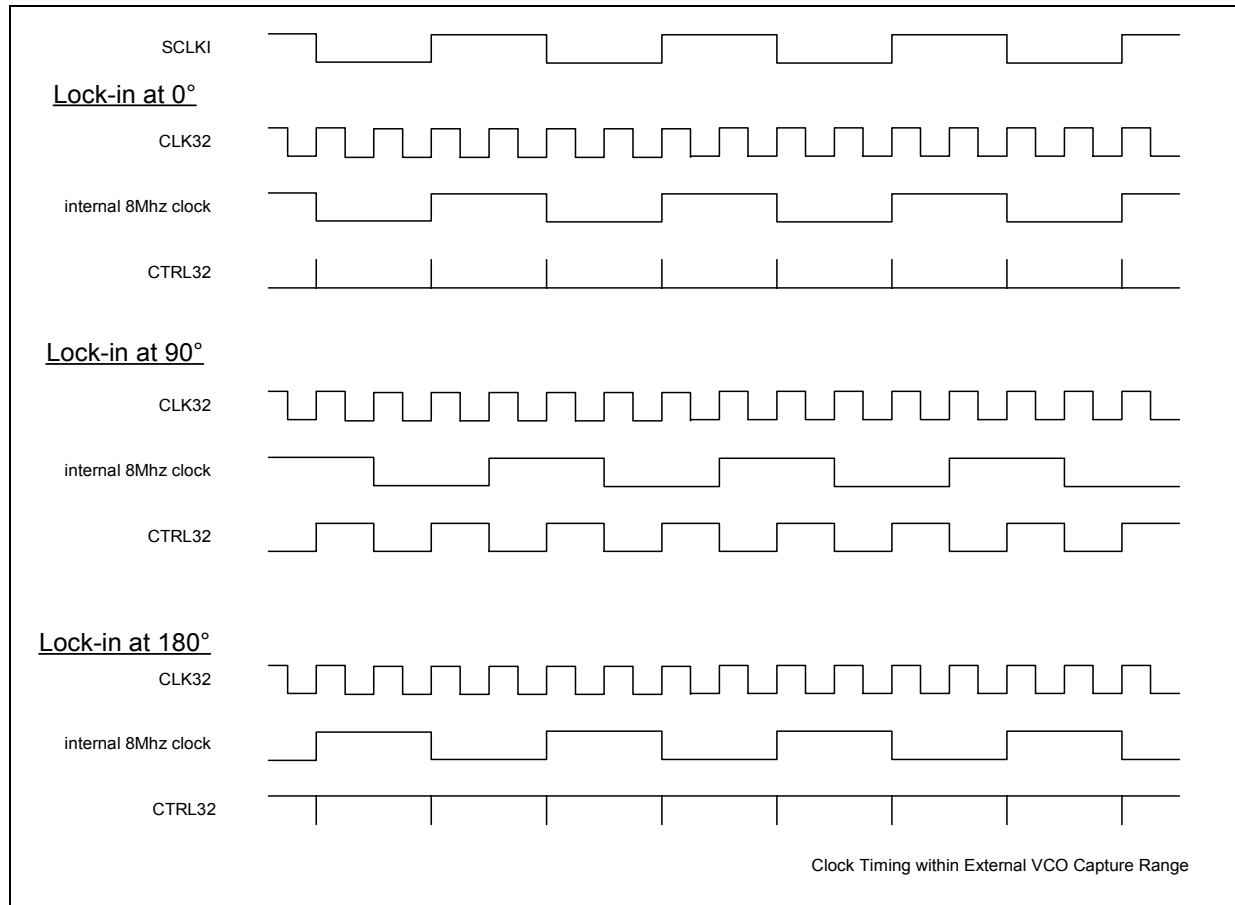 SCLKI
Lock-in at 0°
CLK32
internal 8Mhz clock
CTRL32
Lock-in at 90°
CLK32
internal 8Mhz clock
CTRL32
Lock-in at 180°
CLK32
internal 8Mhz clock
CTRL32
Clock Timing within External VCO Capture Range